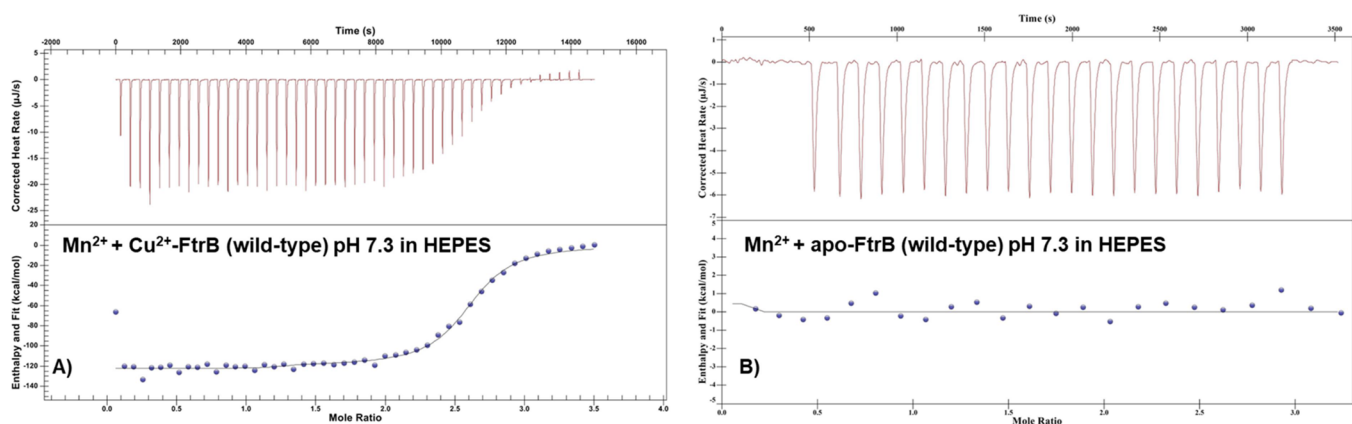 Time (s)
0 2000 4000 6000 8000 10000 12000 14000 16000
5
0
-5
-10
-15
-20
-25
Corrected Heat Rate (µJ/s)
20
0
-20
-40
-60
-80
-100
-120
-140
Enthalpy and Fit (kcal/mol)
Mn²⁺ + Cu²⁺-FtrB (wild-type) pH 7.3 in HEPES
A)
0.0 0.5 1.0 1.5 2.0 2.5 3.0 3.5 4.0
Mole Ratio
Time (s)
0 500 1000 1500 2000 2500 3000 3500
1
0
-1
-2
-3
-4
-5
-6
-7
Corrected Heat Rate (µJ/s)
5
4
3
2
1
0
-1
-2
-3
-4
-5
Enthalpy and Fit (kcal/mol)
Mn²⁺ + apo-FtrB (wild-type) pH 7.3 in HEPES
B)
0.5 1.0 1.5 2.0 2.5 3.0
Mole Ratio